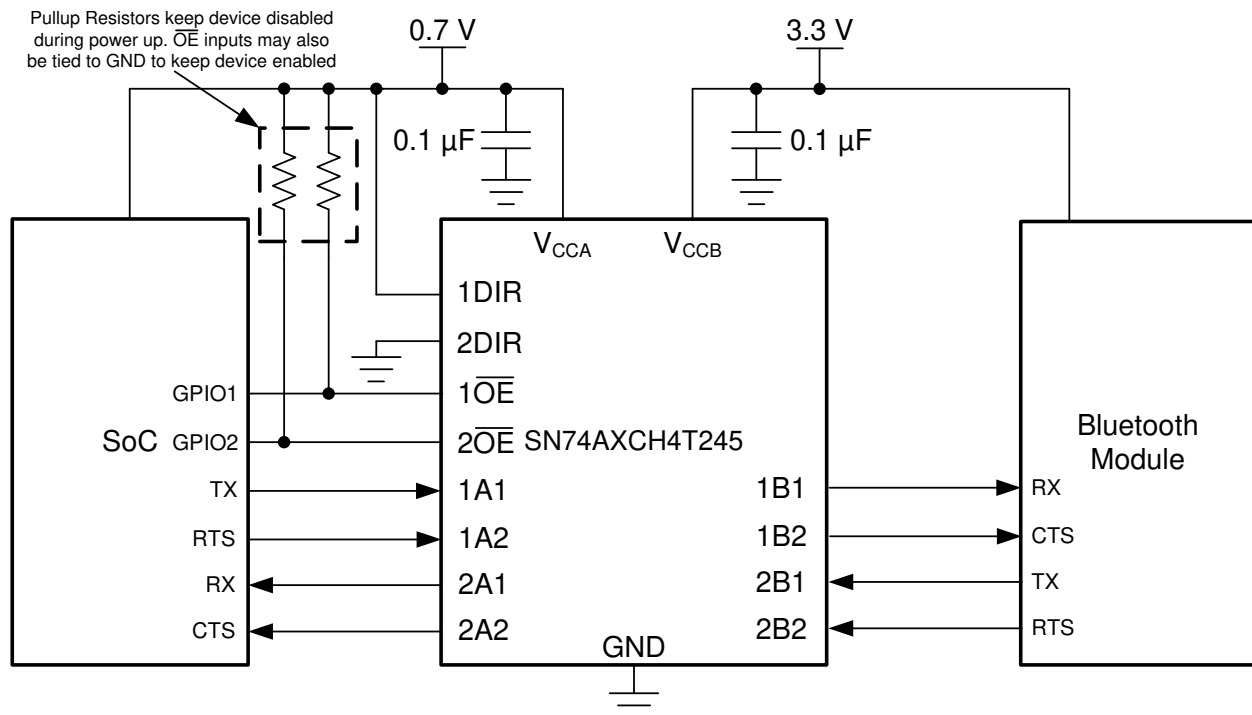 Pullup Resistors keep device disabled
during power up. OE inputs may also
be tied to GND to keep device enabled
0.7 V
3.3 V
0.1 µF
0.1 µF
VCCA
VCCB
1DIR
2DIR
GPIO1
1OE
SoC
GPIO2
2OE
SN74AXCH4T245
Bluetooth
Module
TX
1A1
1B1
RX
RTS
1A2
1B2
CTS
RX
2A1
2B1
TX
CTS
2A2
2B2
RTS
GND